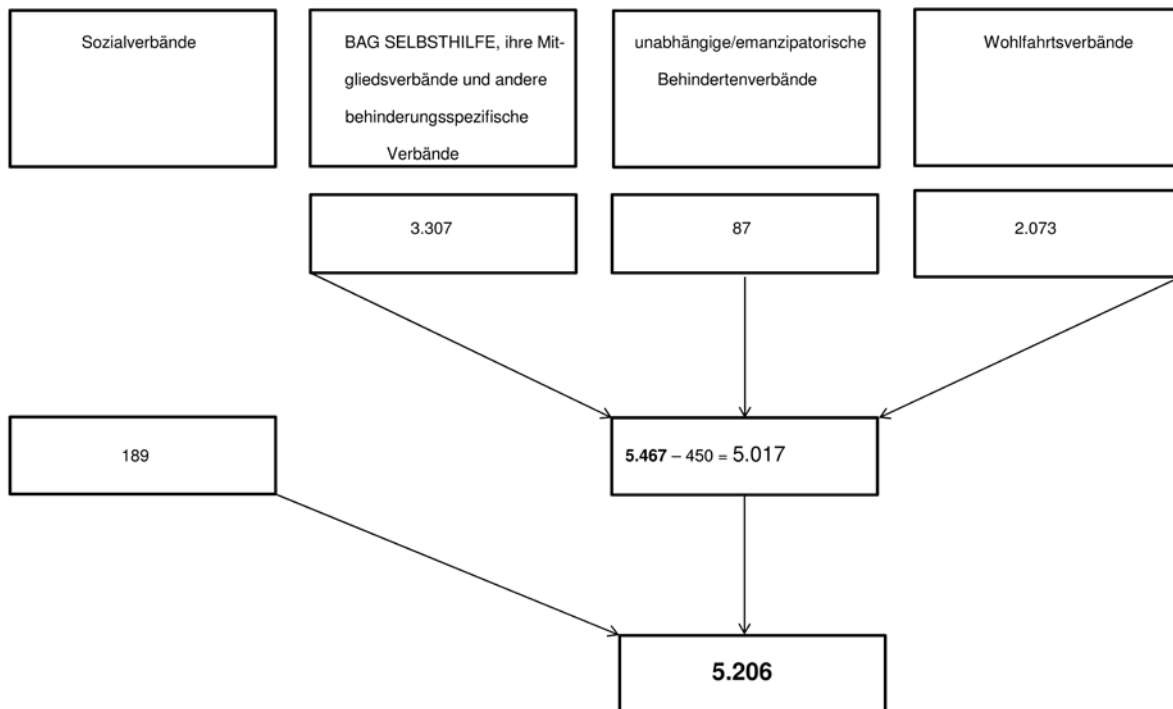 Sozialverbände
BAG SELBSTHILFE, ihre Mit-
gliedsverbände und andere
behinderungsspezifische
Verbände
unabhängige/emanzipatorische
Behindertenverbände
Wohlfahrtsverbände
3.307
87
2.073
189
5.467 – 450 = 5.017
5.206